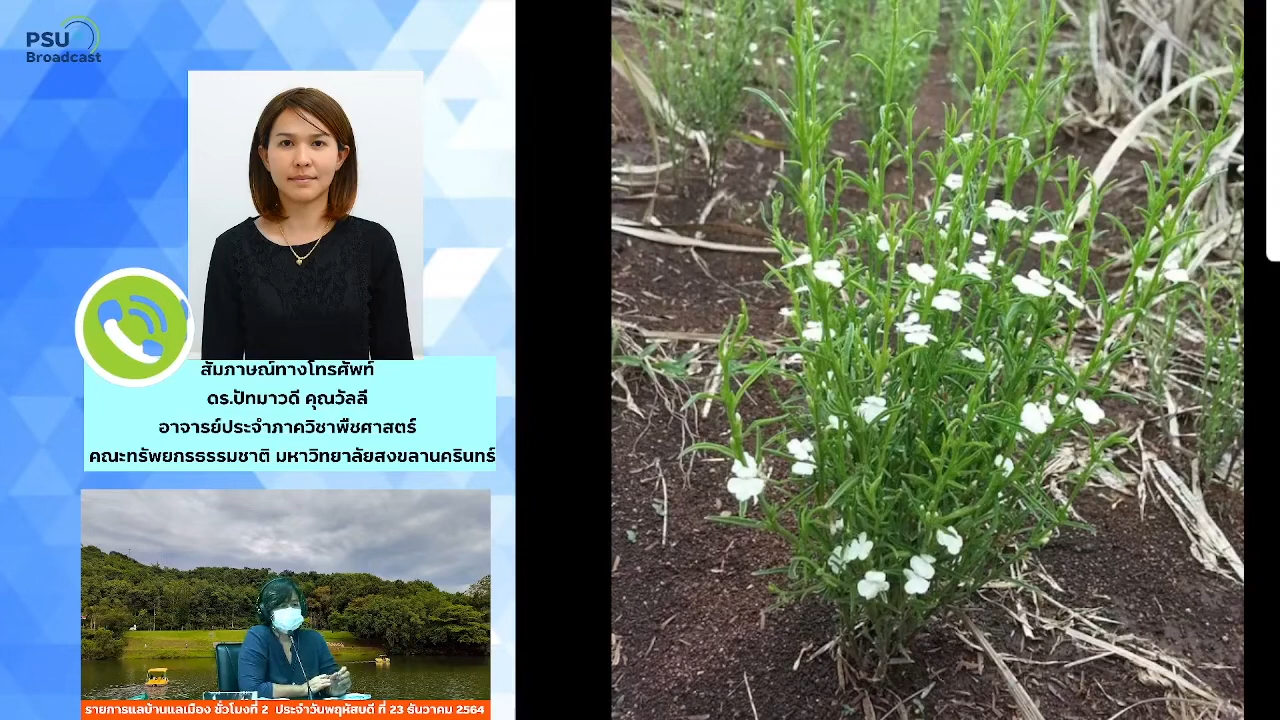 PSU
Broadcast
สัมภาษณ์ทางโทรศัพท์
ดร.ปัทมาวดี คุณวัลลี
อาจารย์ประจำภาควิชาพืชศาสตร์
คณะทรัพยกรธรรมชาติ มหาวิทยาลัยสงขลานครินทร์
รายการแลบ้านแลเมือง ชั่วโมงที่ 2 ประจำวันพฤหัสบดี ที่ 23 ธันวาคม 2564